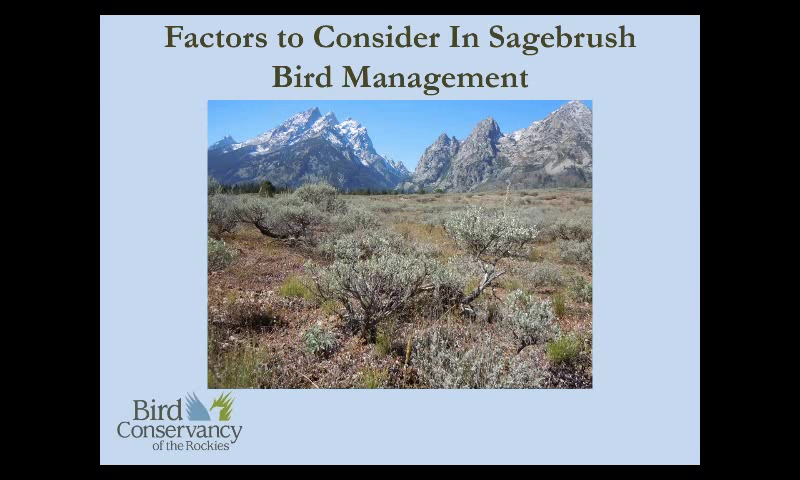 Factors to Consider In Sagebrush
Bird Management
Bird
Conservancy
of the Rockies